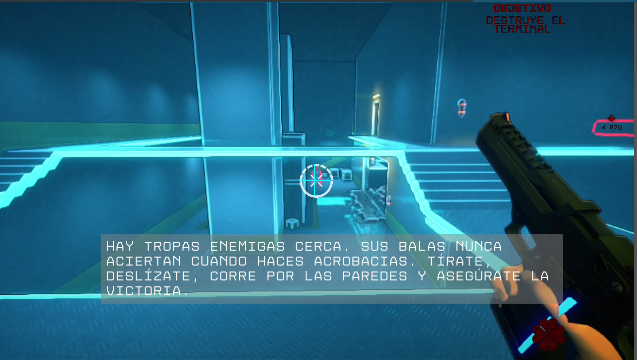 OBJETIVO
DESTRUYE EL
TERMINAL
HAY TROPAS ENEMIGAS CERCA. SUS BALAS NUNCA
ACIERTAN CUANDO HACES ACROBACIAS. TÍRATE,
DESLÍZATE, CORRE POR LAS PAREDES Y ASEGÚRATE LA
VICTORIA.